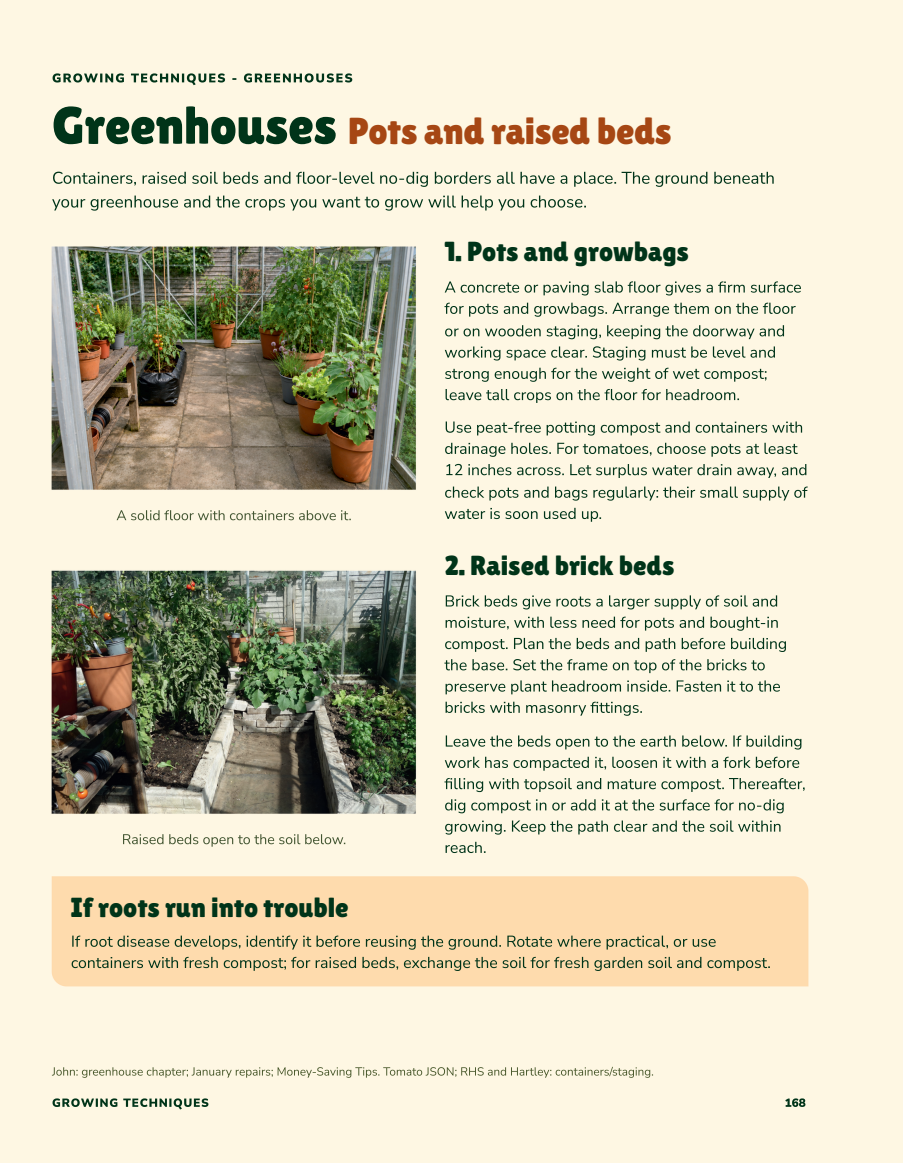 GROWING TECHNIQUES - GREENHOUSES
Greenhouses Pots and raised beds
Containers, raised soil beds and floor-level no-dig borders all have a place. The ground beneath
your greenhouse and the crops you want to grow will help you choose.
A solid floor with containers above it.
1. Pots and growbags
A concrete or paving slab floor gives a firm surface
for pots and growbags. Arrange them on the floor
or on wooden staging, keeping the doorway and
working space clear. Staging must be level and
strong enough for the weight of wet compost;
leave tall crops on the floor for headroom.
Use peat-free potting compost and containers with
drainage holes. For tomatoes, choose pots at least
12 inches across. Let surplus water drain away, and
check pots and bags regularly: their small supply of
water is soon used up.
Raised beds open to the soil below.
2. Raised brick beds
Brick beds give roots a larger supply of soil and
moisture, with less need for pots and bought-in
compost. Plan the beds and path before building
the base. Set the frame on top of the bricks to
preserve plant headroom inside. Fasten it to the
bricks with masonry fittings.
Leave the beds open to the earth below. If building
work has compacted it, loosen it with a fork before
filling with topsoil and mature compost. Thereafter,
dig compost in or add it at the surface for no-dig
growing. Keep the path clear and the soil within
reach.
If roots run into trouble
If root disease develops, identify it before reusing the ground. Rotate where practical, or use
containers with fresh compost; for raised beds, exchange the soil for fresh garden soil and compost.
John: greenhouse chapter; January repairs; Money-Saving Tips. Tomato JSON; RHS and Hartley: containers/staging.
GROWING TECHNIQUES
168